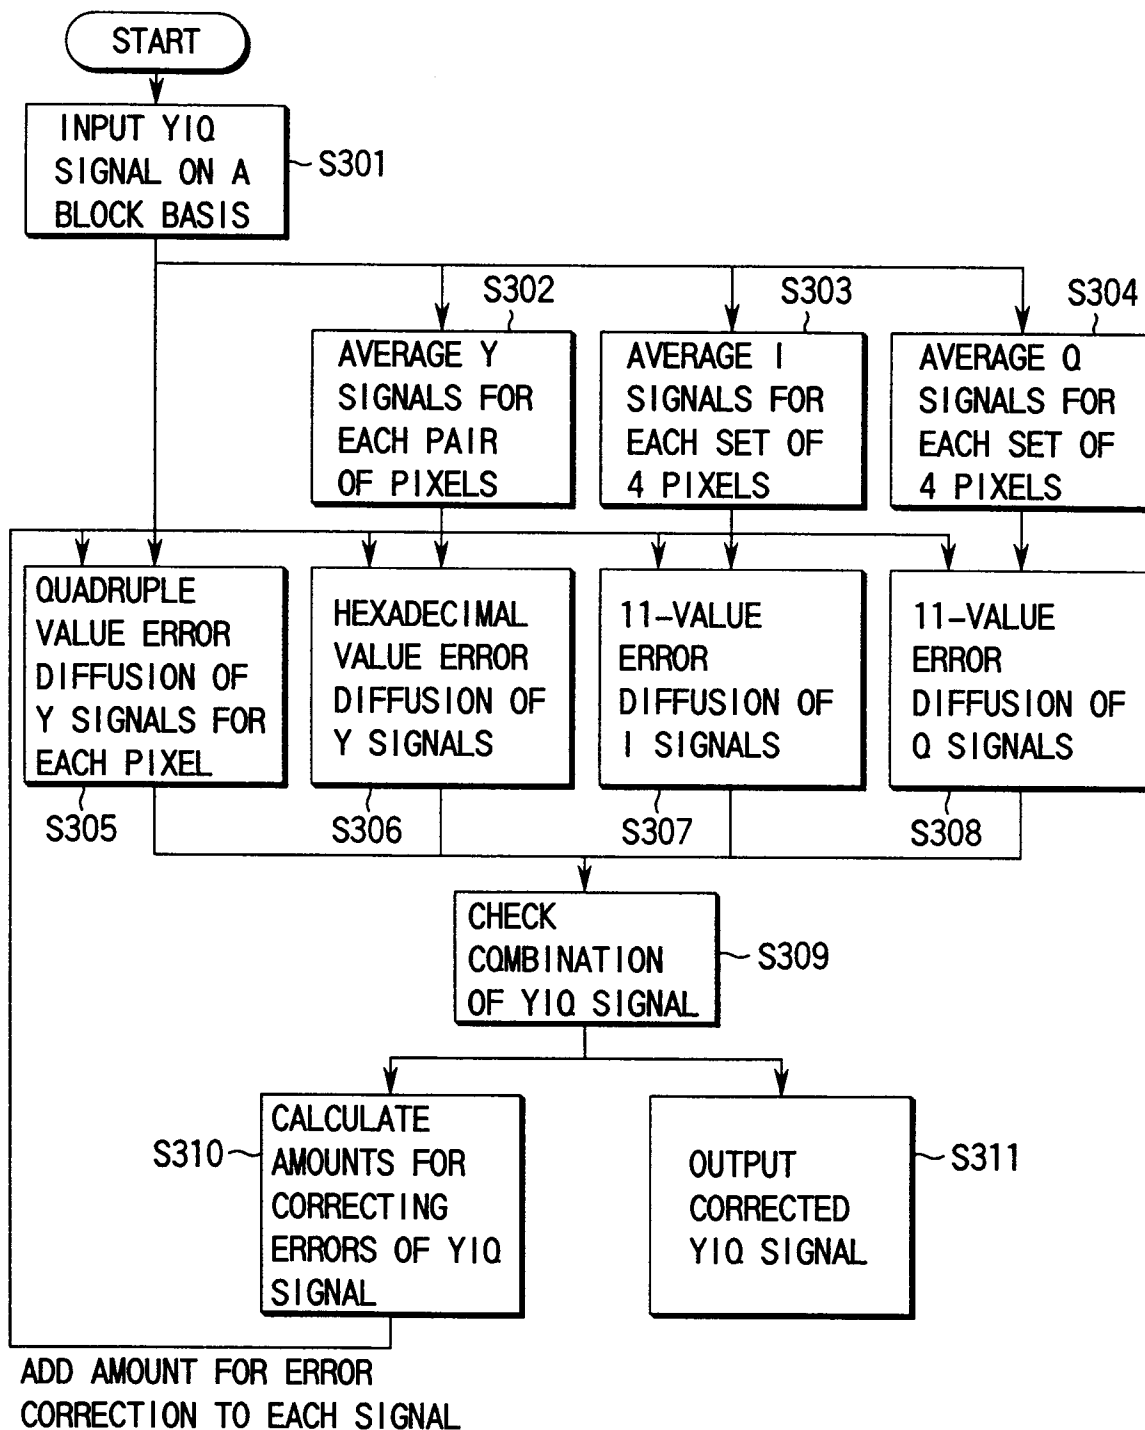 START
INPUT YIQ
SIGNAL ON A
BLOCK BASIS
S301
S302
S303
S304
AVERAGE Y
SIGNALS FOR
EACH PAIR
OF PIXELS
AVERAGE I
SIGNALS FOR
EACH SET OF
4 PIXELS
AVERAGE Q
SIGNALS FOR
EACH SET OF
4 PIXELS
QUADRUPLE
VALUE ERROR
DIFFUSION OF
Y SIGNALS FOR
EACH PIXEL
HEXADECIMAL
VALUE ERROR
DIFFUSION OF
Y SIGNALS
11-VALUE
ERROR
DIFFUSION OF
I SIGNALS
11-VALUE
ERROR
DIFFUSION OF
Q SIGNALS
S305
S306
S307
S308
CHECK
COMBINATION
OF YIQ SIGNAL
S309
CALCULATE
AMOUNTS FOR
CORRECTING
ERRORS OF YIQ
SIGNAL
S310
OUTPUT
CORRECTED
YIQ SIGNAL
S311
ADD AMOUNT FOR ERROR
CORRECTION TO EACH SIGNAL